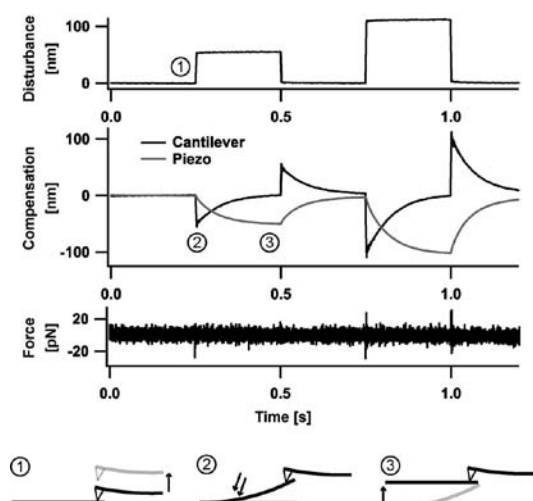 Disturbance
[nm]
100
0
①
0.0
0.5
1.0
Compensation
[nm]
100
0
-100
Cantilever
Piezo
②
③
0.0
0.5
1.0
Force
[pN]
20
-20
0.0
0.5
1.0
Time [s]
①
②
③